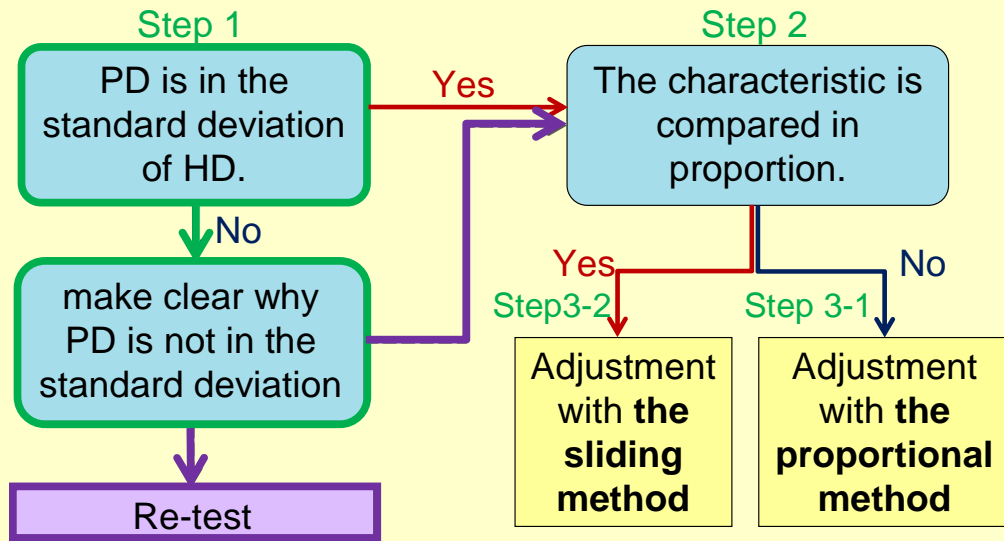 Step 1
PD is in the
standard deviation
of HD.
Yes
No
make clear why
PD is not in the
standard deviation
Re-test
Step 2
The characteristic is
compared in
proportion.
Yes
No
Step3-2
Adjustment
with the
sliding
method
Step 3-1
Adjustment
with the
proportional
method